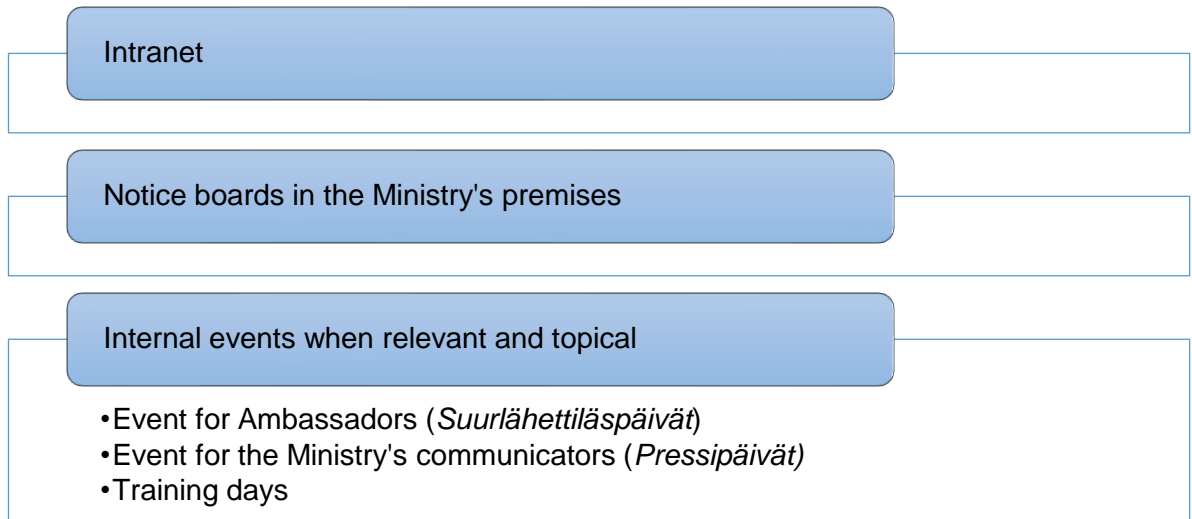 Intranet
Notice boards in the Ministry's premises
Internal events when relevant and topical
•Event for Ambassadors (Suurlähettiläspäivät)
•Event for the Ministry's communicators (Pressipäivät)
•Training days